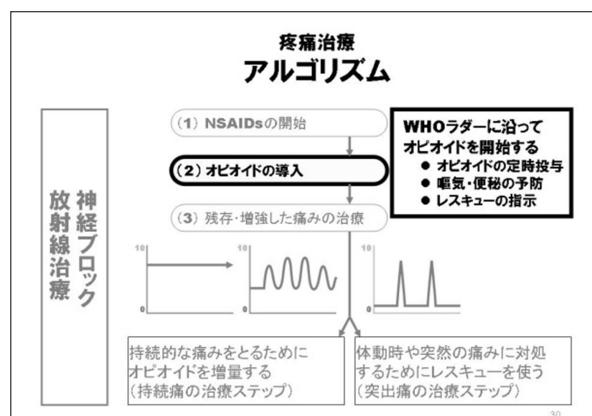 疼痛治療
アルゴリズム
神経ブロック
放射線治療
（1）NSAIDsの開始
（2）オピオイドの導入
（3）残存・増強した痛みの治療
WHOラダーに沿って
オピオイドを開始する
● オピオイドの定時投与
● 嘔気・便秘の予防
● レスキューの指示
10
0
10
0
10
0
持続的な痛みをとるために
オピオイドを増量する
（持続痛の治療ステップ）
体動時や突然の痛みに対処
するためにレスキューを使う
（突出痛の治療ステップ）
30